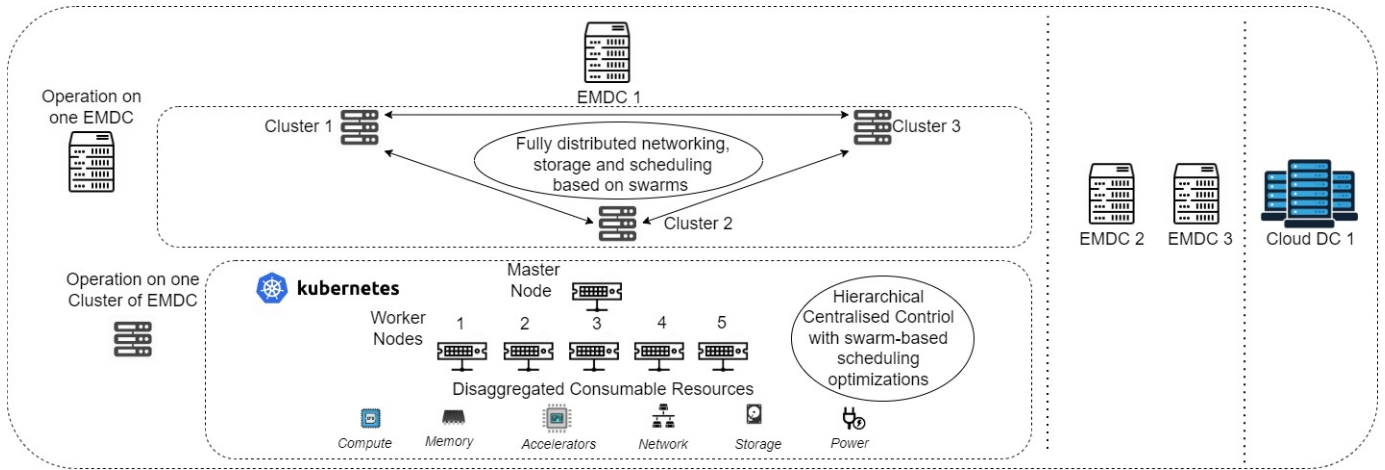 EMDC 1
Operation on
one EMDC
Cluster 1
Cluster 3
Fully distributed networking,
storage and scheduling
based on swarms
Cluster 2
EMDC 2
EMDC 3
Cloud DC 1
Operation on one
Cluster of EMDC
kubernetes
Master
Node
Worker
Nodes
1 2 3 4 5
Hierarchical
Centralised Contriol
with swarm-based
scheduling
optimizations
Disaggregated Consumable Resources
Compute Memory Accelerators Network Storage Power